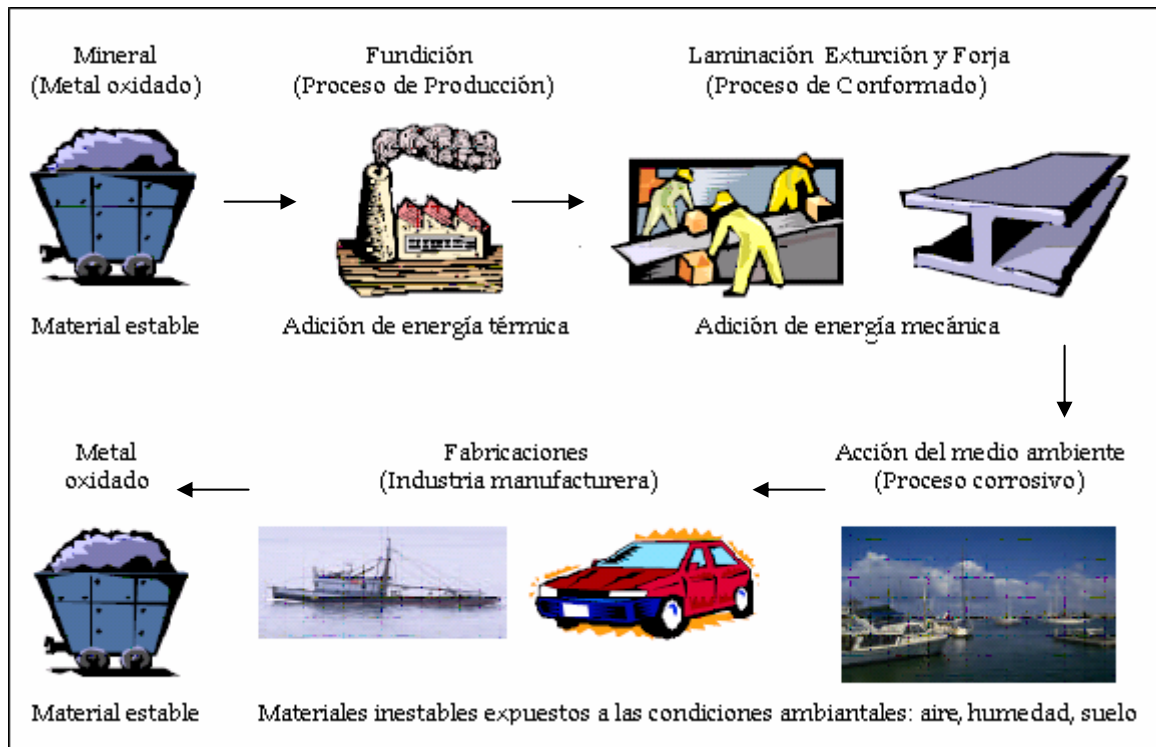 Mineral
(Metal oxidado)
Fundición
(Proceso de Producción)
Laminación Exturción y Forja
(Proceso de Conformado)
Material estable
Adición de energía térmica
Adición de energía mecánica
Metal
oxidado
Fabricaciones
(Industria manufacturera)
Acción del medio ambiente
(Proceso corrosivo)
Material estable
Materiales inestables expuestos a las condiciones ambiantales: aire, humedad, suelo